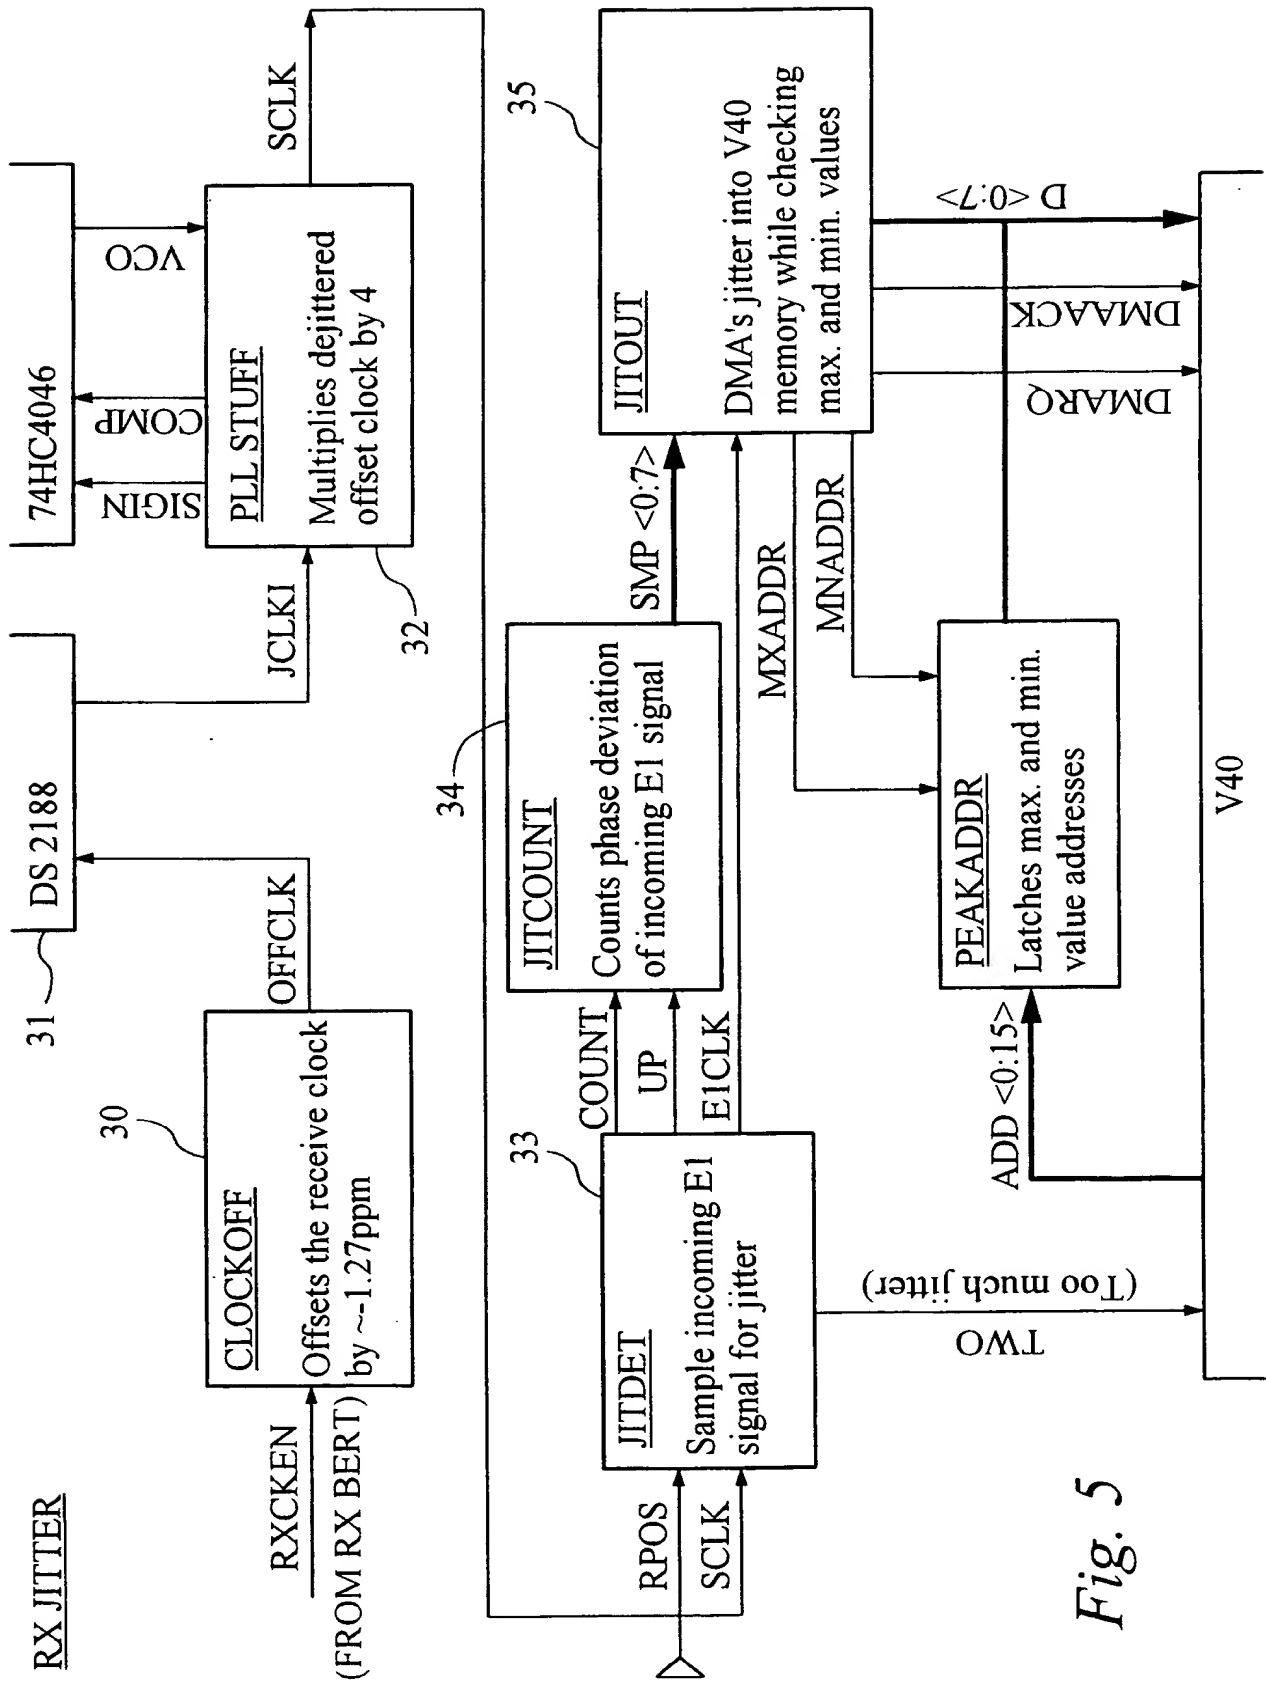 RX JITTER
31
DS 2188
74HC4046
OFFCLK
JCLKI
SIGIN
COMP
VCO
SCLK
30
RXCKEN
(FROM RX BERT)
CLOCKOFF
Offsets the receive clock
by ~-1.27ppm
32
PLL STUFF
Multiplies dejittered
offset clock by 4
RPOS
SCLK
33
JITDET
Sample incoming E1
signal for jitter
COUNT
UP
E1CLK
34
JITCOUNT
Counts phase deviation
of incoming E1 signal
SMP <0:7>
35
JITOUT
DMA's jitter into V40
memory while checking
max. and min. values
MXADDR
MNADDR
TWO
(Too much jitter)
ADD <0:15>
PEAKADDR
Latches max. and min.
value addresses
DMARQ
DMAACK
D <0:7>
V40
Fig. 5